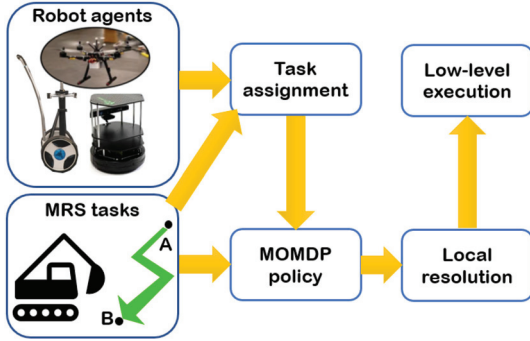 Robot agents
Task
assignment
Low-level
execution
MRS tasks
A
B
MOMDP
policy
Local
resolution